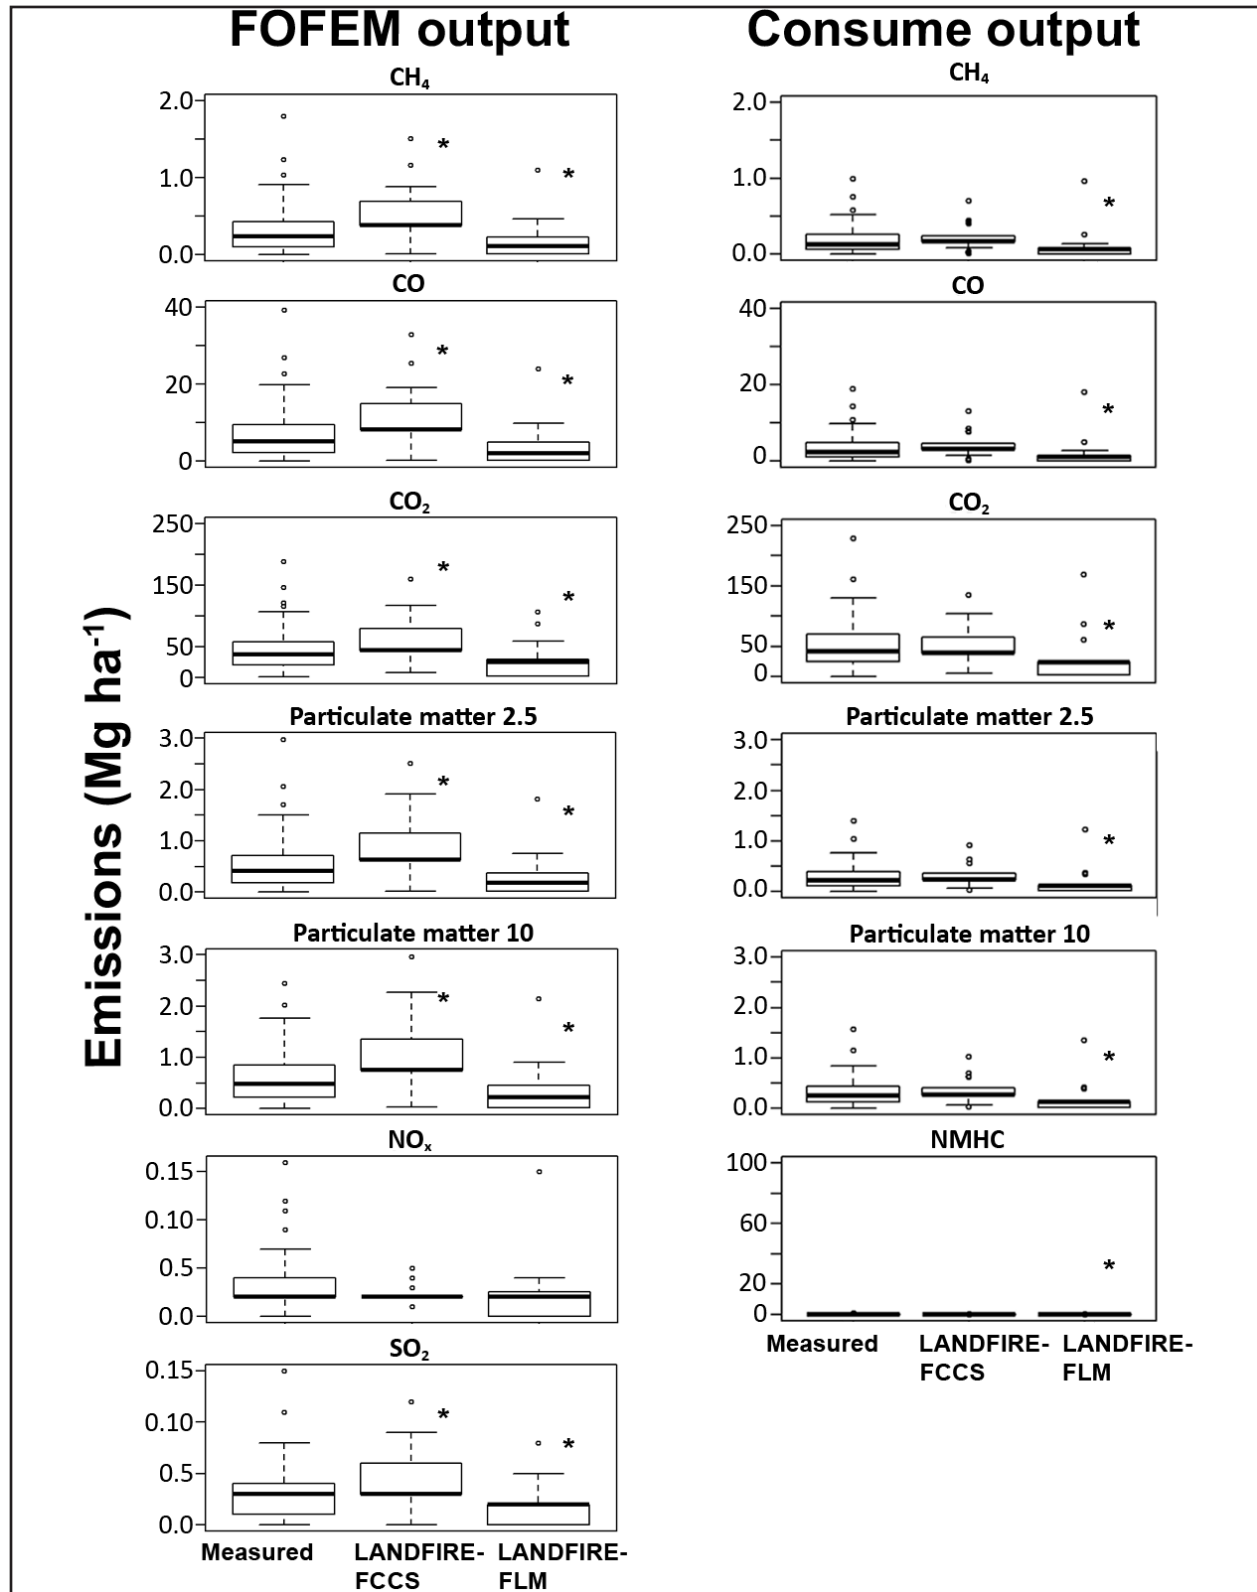 FOFEM output
Consume output
Emissions (Mg ha-1)
CH4
2.0
1.0
0.0
*
*
CO
40
20
0
*
*
CO2
250
150
50
0
*
*
Particulate matter 2.5
3.0
2.0
1.0
0.0
*
*
Particulate matter 10
3.0
2.0
1.0
0.0
*
*
NOx
0.15
0.10
0.5
0.0
SO2
0.15
0.10
0.5
0.0
*
*
Measured
LANDFIRE-
FCCS
LANDFIRE-
FLM
CH4
2.0
1.0
0.0
*
CO
40
20
0
*
CO2
250
150
50
0
*
Particulate matter 2.5
3.0
2.0
1.0
0.0
*
Particulate matter 10
3.0
2.0
1.0
0.0
*
NMHC
100
60
20
0
*
Measured
LANDFIRE-
FCCS
LANDFIRE-
FLM